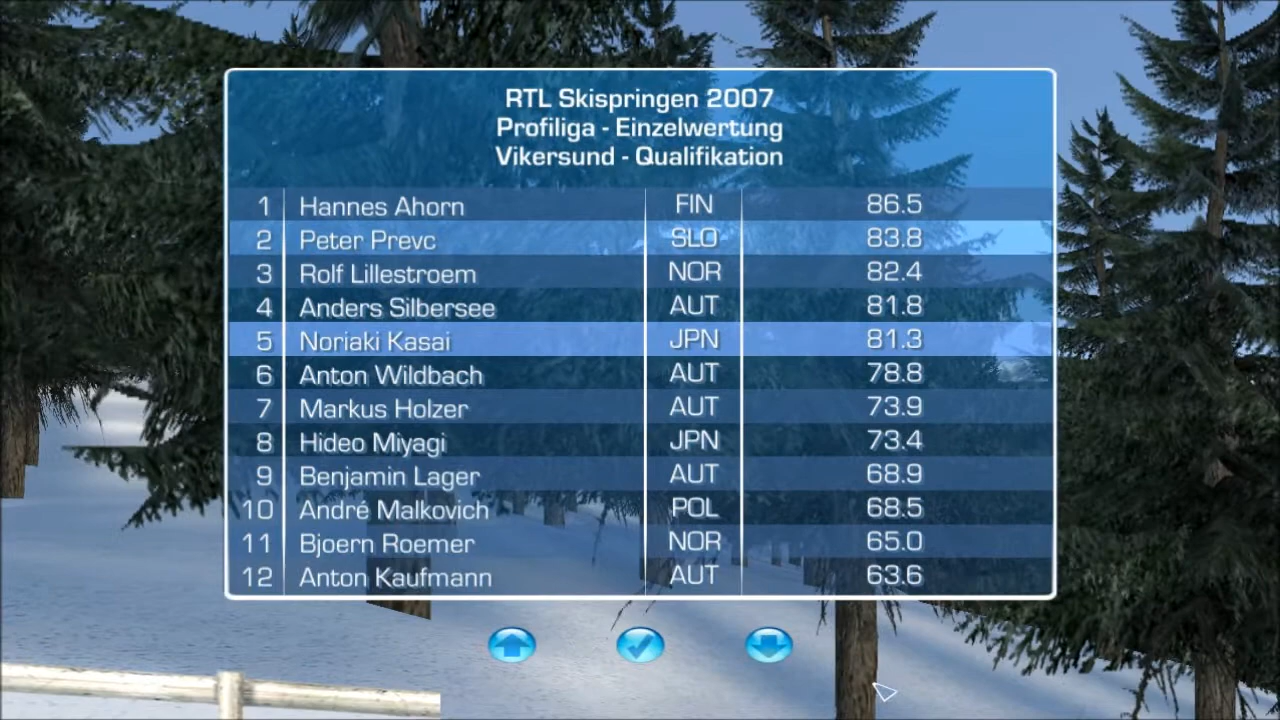 RTL Skispringen 2007
Profiliga - Einzelwertung
Vikersund - Qualifikation
1 Hannes Ahorn FIN 86.5
2 Peter Prevc SLO 83.8
3 Rolf Lillestroem NOR 82.4
4 Anders Silbersee AUT 81.8
5 Noriaki Kasai JPN 81.3
6 Anton Wildbach AUT 78.8
7 Markus Holzer AUT 73.9
8 Hideo Miyagi JPN 73.4
9 Benjamin Lager AUT 68.9
10 André Malkovich POL 68.5
11 Bjoern Roemer NOR 65.0
12 Anton Kaufmann AUT 63.6